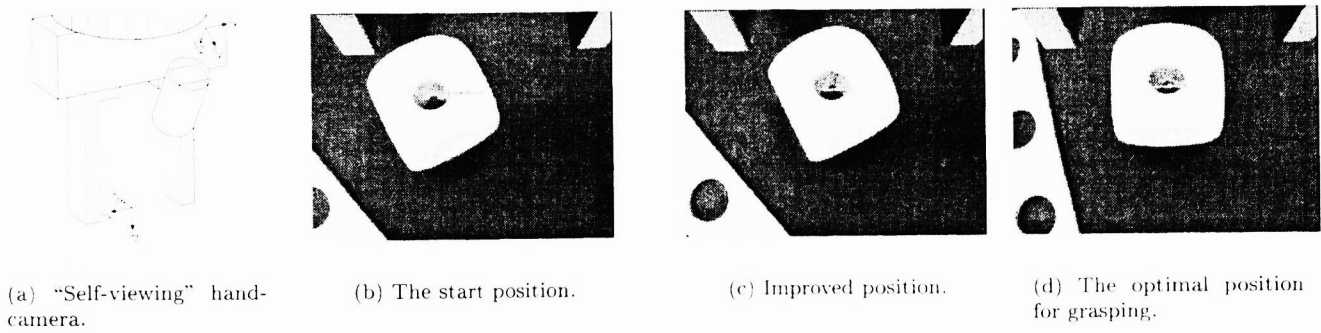 (a) “Self-viewing” hand-
camera.
(b) The start position.
(c) Improved position.
(d) The optimal position
for grasping.